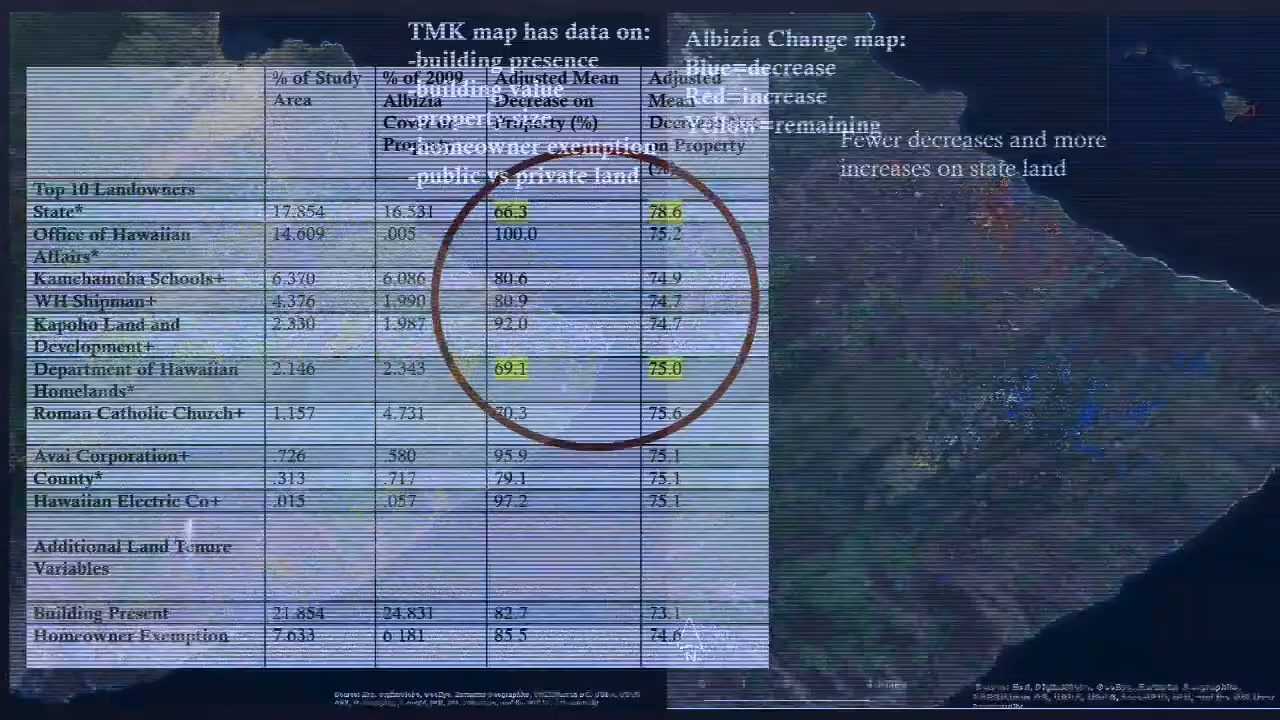 TMK map has data on:
-building presence
-building value
-property size
-homeowner exemption
-public vs private land
Albizia Change map:
Blue=decrease
Red=increase
Yellow=remaining
Fewer decreases and more
increases on state land
% of Study
Area
% of 2009
Albizia
Adjusted Mean
Decrease on
Property (%)
Adjusted
Mean
on Property
(%)
Top 10 Landowners
State* 17.854 16.531 66.3 78.6
Office of Hawaiian
Affairs* 14.609 .005 100.0 75.2
Kamehameha Schools+ 6.370 6.086 80.6 74.9
WH Shipman+ 4.376 1.990 80.9 74.7
Kapoho Land and
Development+ 2.330 1.987 92.0 74.7
Department of Hawaiian
Homelands* 2.146 2.343 69.1 75.0
Roman Catholic Church+ 1.157 4.731 70.3 75.6
Avai Corporation+ .726 .580 95.9 75.1
County* .313 .717 79.1 75.1
Hawaiian Electric Co+ .015 .057 97.2 75.1
Additional Land Tenure
Variables
Building Present 21.854 24.831 82.7 73.1
Homeowner Exemption 7.633 6.181 85.5 74.6